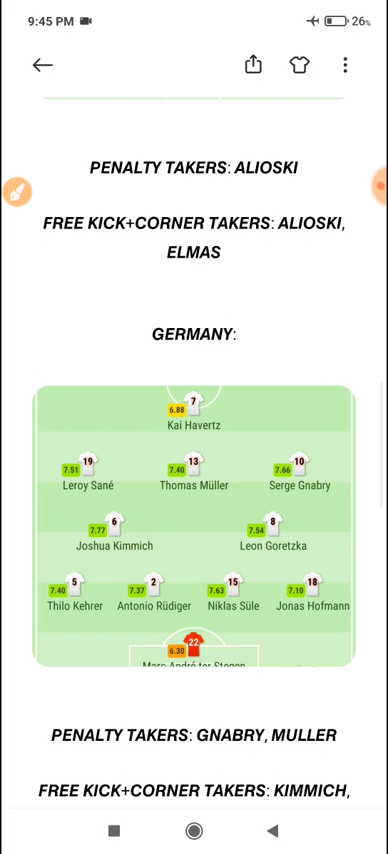 9:45 PM
26%
PENALTY TAKERS: ALIOSKI
FREE KICK+CORNER TAKERS: ALIOSKI,
ELMAS
GERMANY:
7
6.88
Kai Havertz
19 13 10
7.51 7.40 7.66
Leroy Sané Thomas Müller Serge Gnabry
6 8
7.77 7.54
Joshua Kimmich Leon Goretzka
5 2 15 18
7.40 7.37 7.63 7.10
Thilo Kehrer Antonio Rüdiger Niklas Süle Jonas Hofmann
22
6.30
Marc-André ter Stegen
PENALTY TAKERS: GNABRY, MULLER
FREE KICK+CORNER TAKERS: KIMMICH,